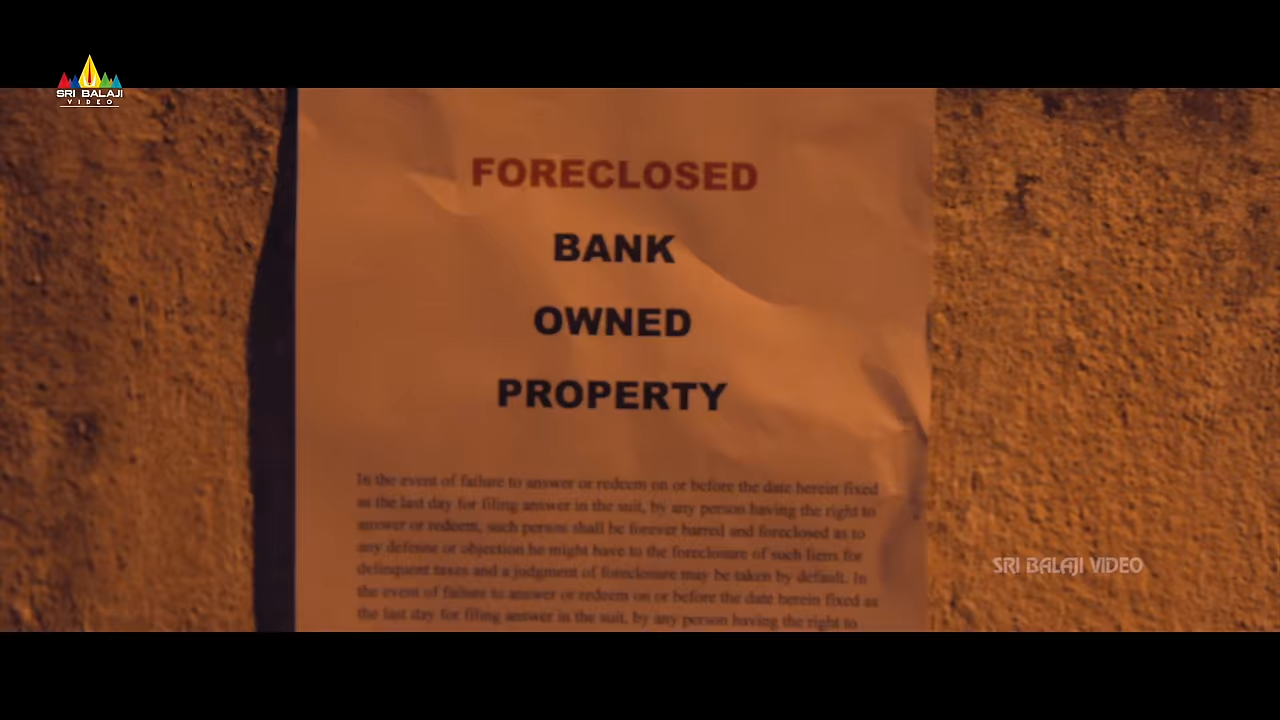 SRI BALAJI
VIDEO
FORECLOSED
BANK
OWNED
PROPERTY
In the event of failure to answer or redeem on or before the date herein fixed
as the last day for filing answer in the suit, by any person having the right to
answer or redeem, such person shall be forever barred and foreclosed as to
any defense or objection he might have to the foreclosure of such liens for
delinquent taxes and a judgment of foreclosure may be taken by default. In
the event of failure to answer or redeem on or before the date herein fixed as
the last day for filing answer in the suit, by any person having the right to
SRI BALAJI VIDEO